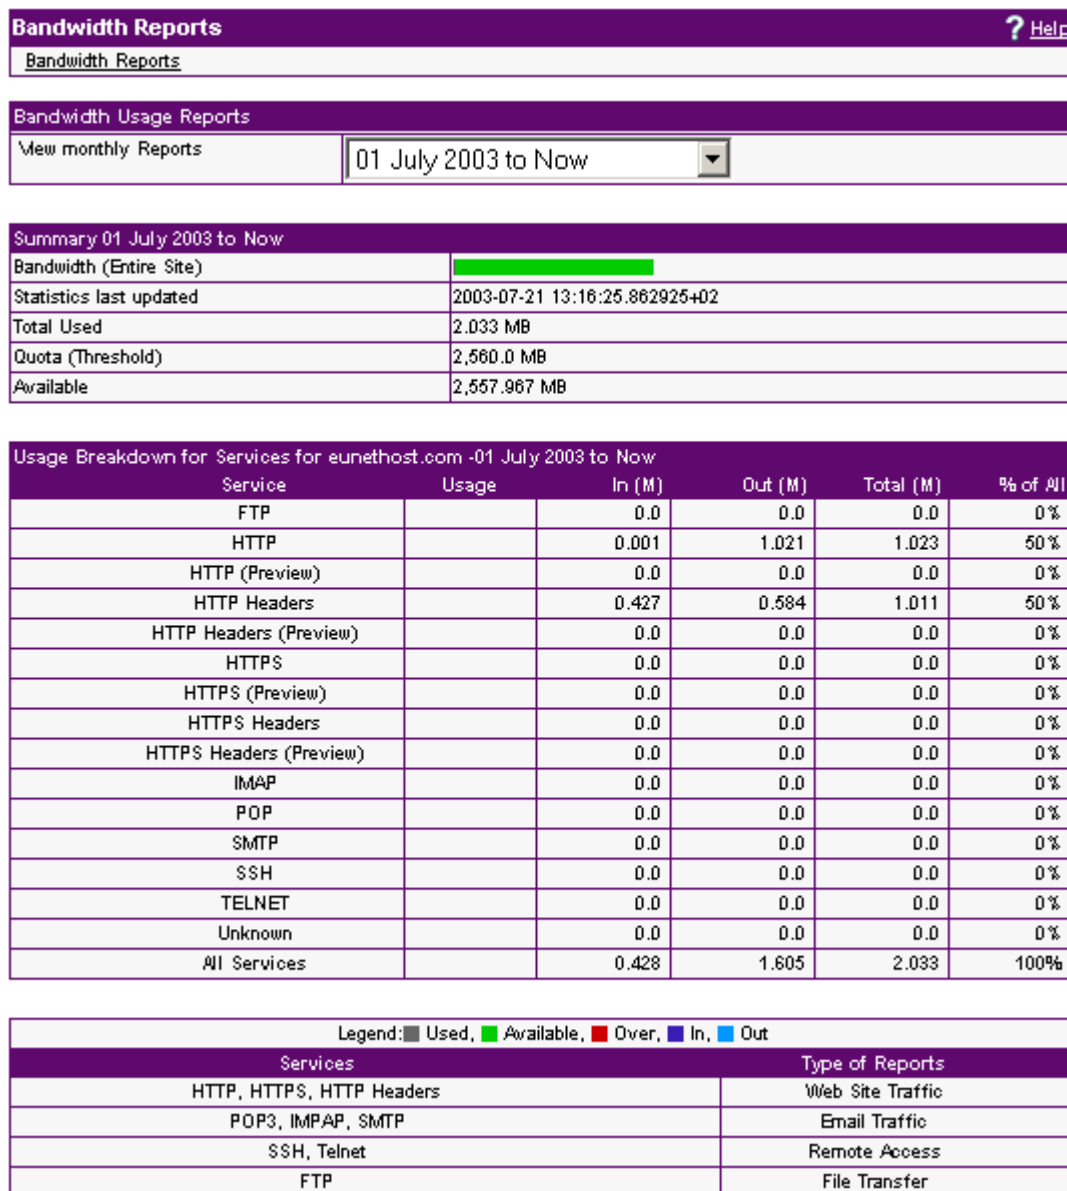 Bandwidth Reports ? Help
Bandwidth Reports
Bandwidth Usage Reports
View monthly Reports 01 July 2003 to Now
Summary 01 July 2003 to Now
Bandwidth (Entire Site)
Statistics last updated 2003-07-21 13:16:25.862925+02
Total Used 2.033 MB
Quota (Threshold) 2,560.0 MB
Available 2,557.967 MB
Usage Breakdown for Services for eunethost.com -01 July 2003 to Now
Service Usage In (M) Out (M) Total (M) % of All
FTP 0.0 0.0 0.0 0%
HTTP 0.001 1.021 1.023 50%
HTTP (Preview) 0.0 0.0 0.0 0%
HTTP Headers 0.427 0.584 1.011 50%
HTTP Headers (Preview) 0.0 0.0 0.0 0%
HTTPS 0.0 0.0 0.0 0%
HTTPS (Preview) 0.0 0.0 0.0 0%
HTTPS Headers 0.0 0.0 0.0 0%
HTTPS Headers (Preview) 0.0 0.0 0.0 0%
IMAP 0.0 0.0 0.0 0%
POP 0.0 0.0 0.0 0%
SMTP 0.0 0.0 0.0 0%
SSH 0.0 0.0 0.0 0%
TELNET 0.0 0.0 0.0 0%
Unknown 0.0 0.0 0.0 0%
All Services 0.428 1.605 2.033 100%
Legend: Used, Available, Over, In, Out
Services Type of Reports
HTTP, HTTPS, HTTP Headers Web Site Traffic
POP3, IMPAP, SMTP Email Traffic
SSH, Telnet Remote Access
FTP File Transfer